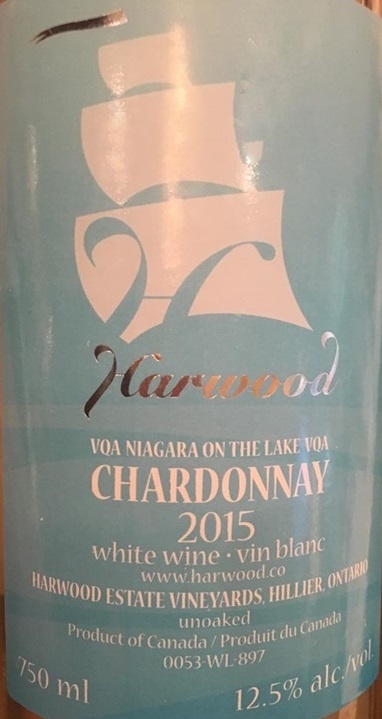 Harwood
VQA NIAGARA ON THE LAKE VQA
CHARDONNAY
2015
white wine · vin blanc
www.harwood.co
HARWOOD ESTATE VINEYARDS, HILLIER, ONTARIO
unoaked
Product of Canada / Produit du Canada
0053-WL-897
750 ml
12.5% alc./vol.